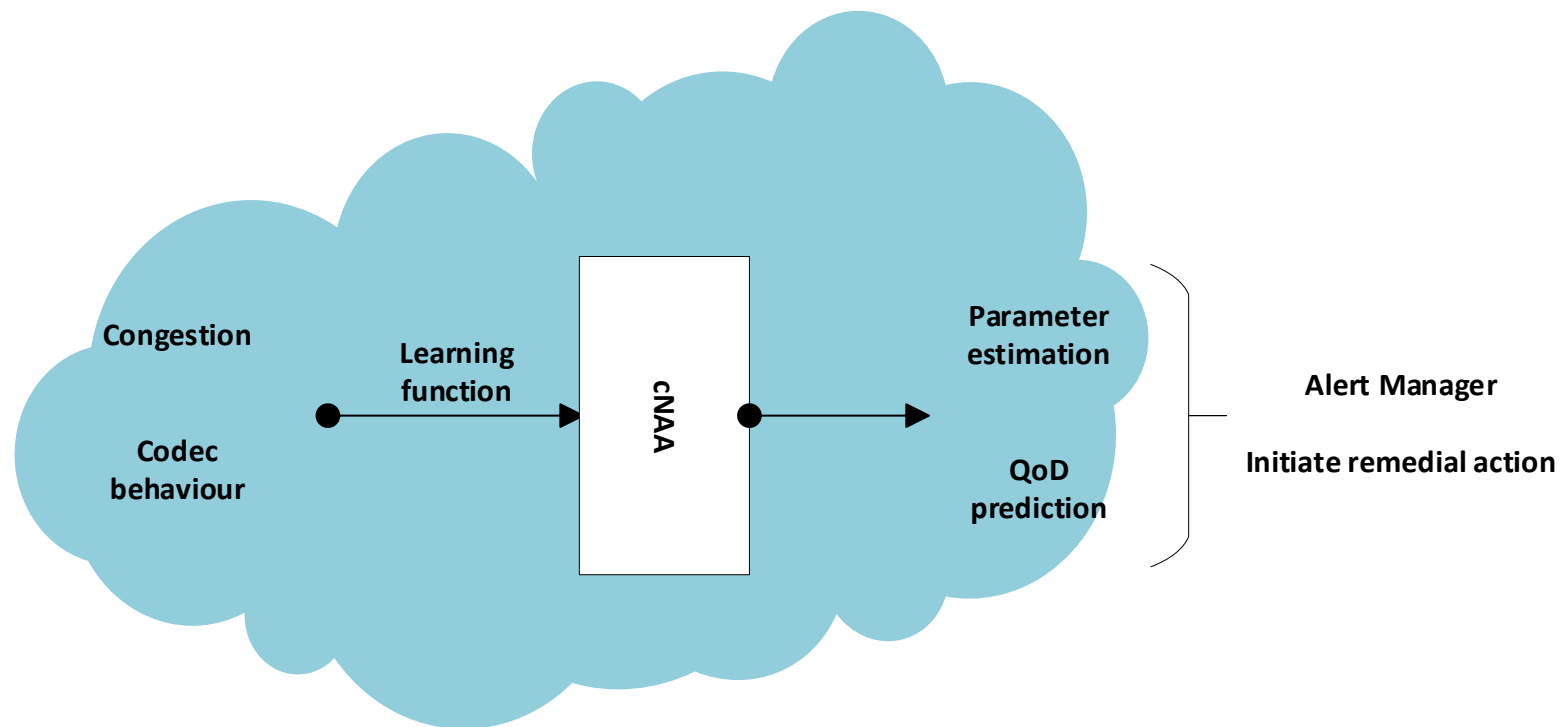 Congestion
Codec
behaviour
Learning
function
cNAA
Parameter
estimation
QoD
prediction
Alert Manager
Initiate remedial action